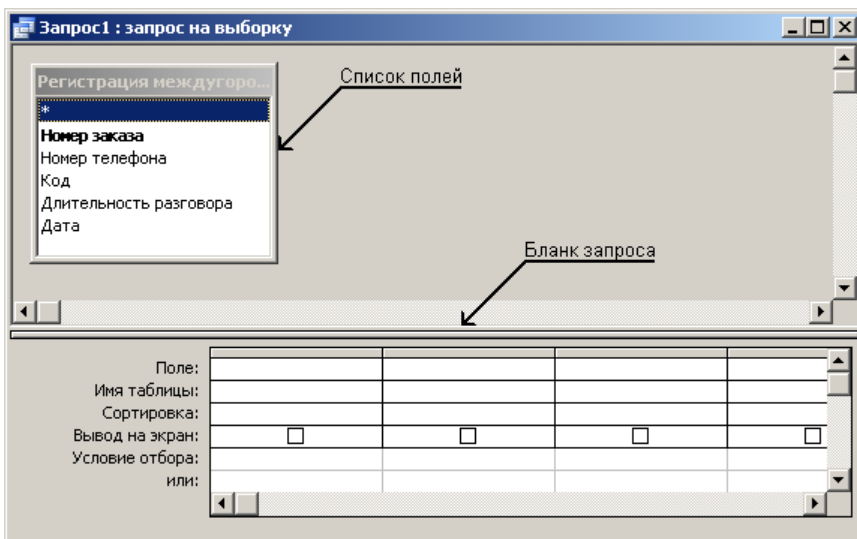 Запрос1 : запрос на выборку
Регистрация междугоро...
Список полей
*
Номер заказа
Номер телефона
Код
Длительность разговора
Дата
Бланк запроса
Поле:
Имя таблицы:
Сортировка:
Вывод на экран:
Условие отбора:
или: